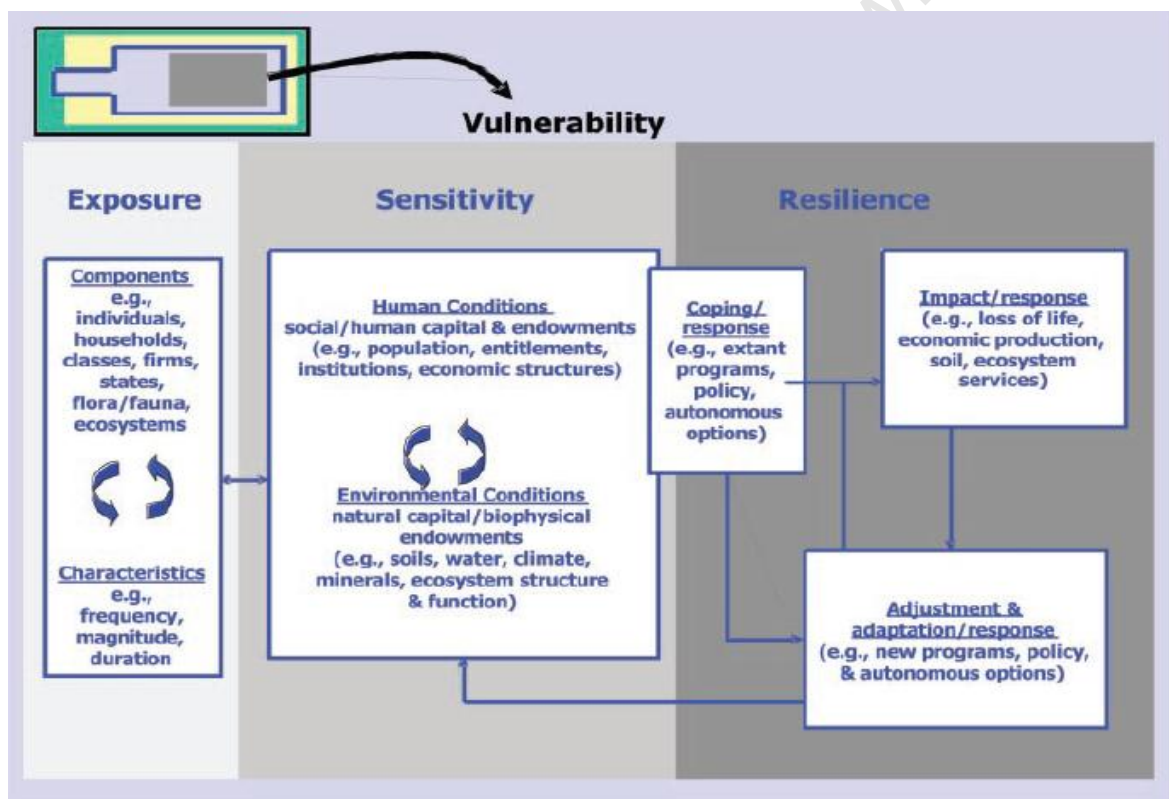 Vulnerability
Exposure
Sensitivity
Resilience
Components
e.g.,
individuals,
households,
classes, firms,
states,
flora/fauna,
ecosystems
Characteristics
e.g.,
frequency,
magnitude,
duration
Human Conditions
social/human capital & endowments
(e.g., population, entitlements,
institutions, economic structures)
Environmental Conditions
natural capital/biophysical
endowments
(e.g., soils, water, climate,
minerals, ecosystem structure
& function)
Coping/
response
(e.g., extant
programs,
policy,
autonomous
options)
Impact/response
(e.g., loss of life,
economic production,
soil, ecosystem
services)
Adjustment &
adaptation/response
(e.g., new programs, policy,
& autonomous options)